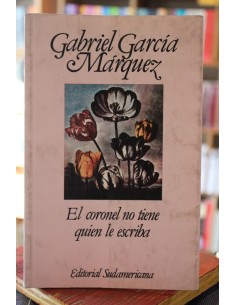 Gabriel García
Márquez
El coronel no tiene
quien le escriba
Editorial Sudamericana